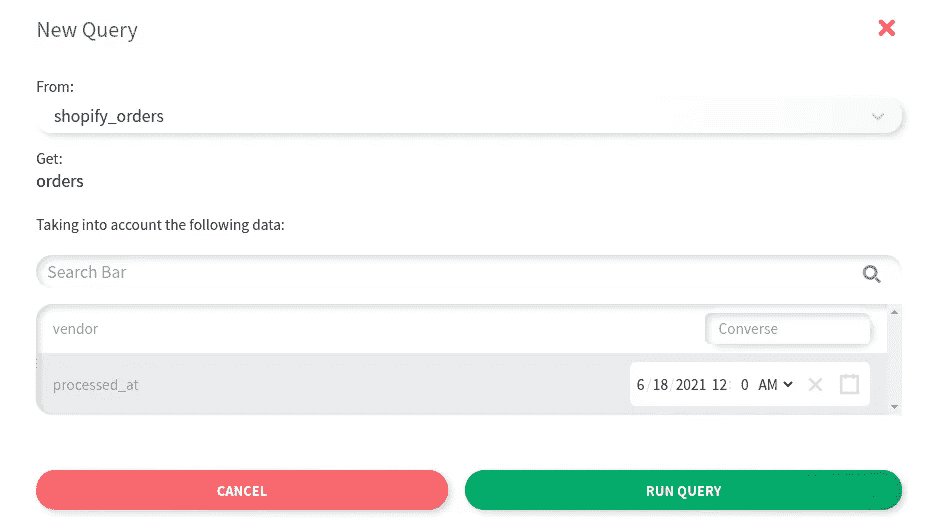 New Query
From:
shopify_orders
Get:
orders
Taking into account the following data:
Search Bar
vendor Converse
processed_at 6/18/2021 12: 0 AM
CANCEL RUN QUERY